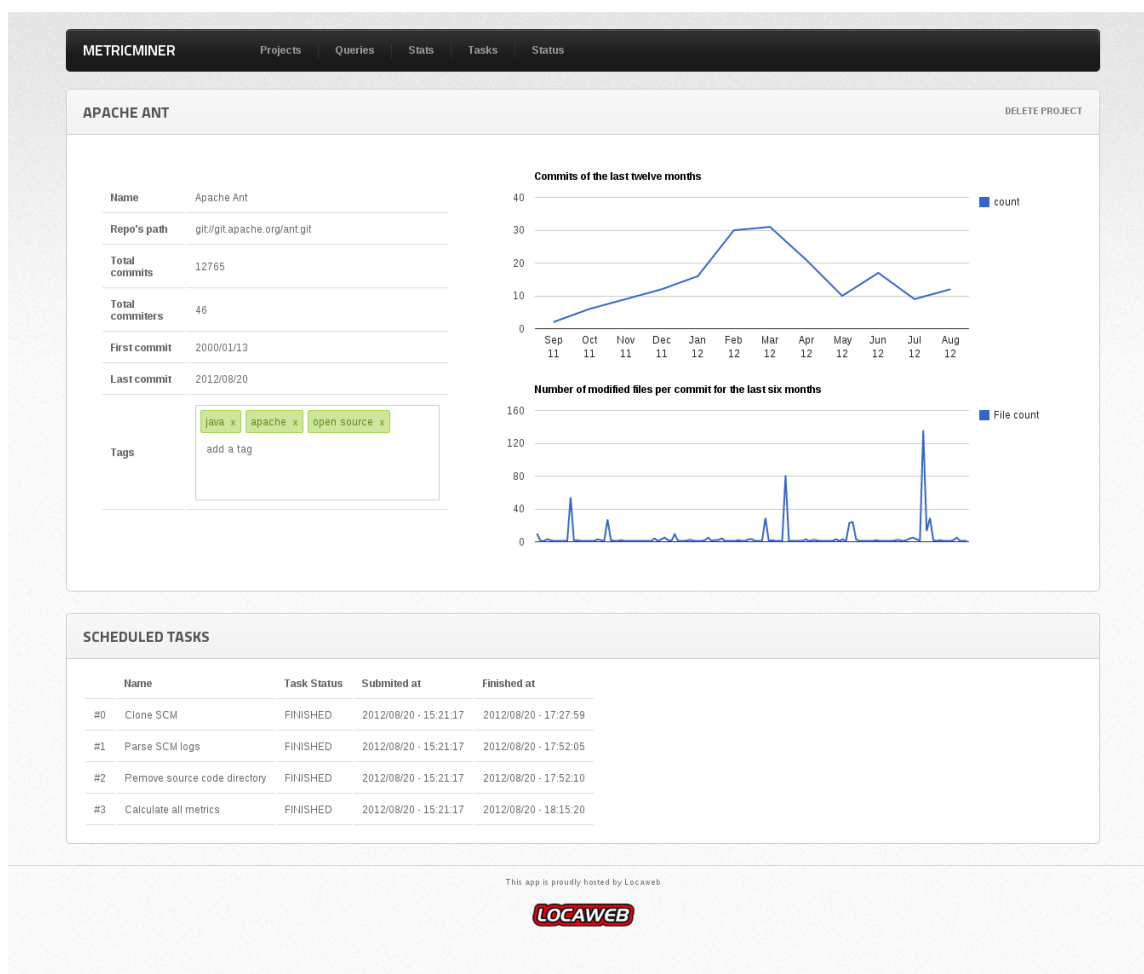 METRICMINER Projects Queries Stats Tasks Status
APACHE ANT DELETE PROJECT
Name Apache Ant
Repo's path git://git.apache.org/ant.git
Total
commits 12765
Total
commiters 46
First commit 2000/01/13
Last commit 2012/08/20
Tags
java x apache x open source x
add a tag
Commits of the last twelve months
40
30
20
10
0
Sep Oct Nov Dec Jan Feb Mar Apr May Jun Jul Aug
11 11 11 11 12 12 12 12 12 12 12 12
count
Number of modified files per commit for the last six months
160
120
80
40
0
File count
SCHEDULED TASKS
Name Task Status Submited at Finished at
#0 Clone SCM FINISHED 2012/08/20 - 15:21:17 2012/08/20 - 17:27:59
#1 Parse SCM logs FINISHED 2012/08/20 - 15:21:17 2012/08/20 - 17:52:05
#2 Remove source code directory FINISHED 2012/08/20 - 15:21:17 2012/08/20 - 17:52:10
#3 Calculate all metrics FINISHED 2012/08/20 - 15:21:17 2012/08/20 - 18:15:20
This app is proudly hosted by Locaweb
LOCAWEB